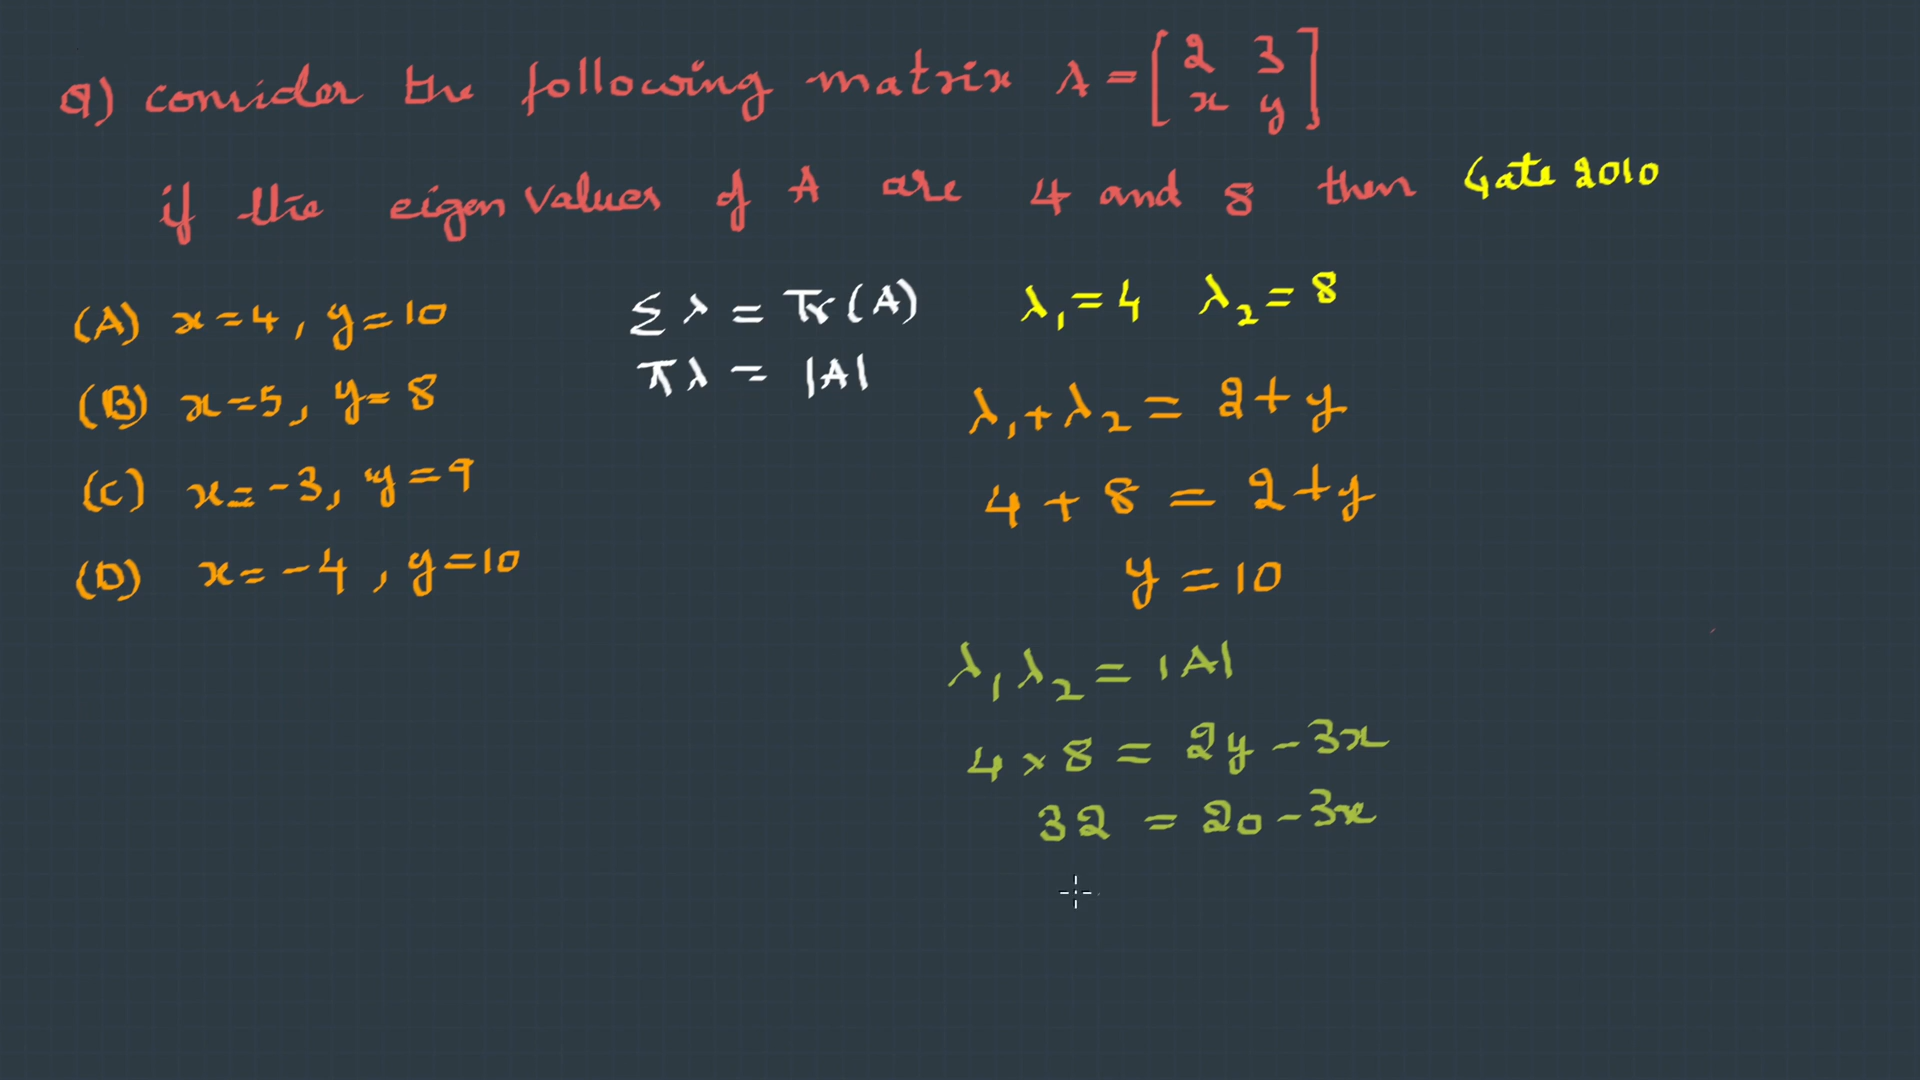 Q) consider the following matrix A = [2 3
x y]
if the eigen values of A are 4 and 8 then Gate 2010
(A) x=4, y=10
(B) x=5, y=8
(C) x=-3, y=9
(D) x=-4, y=10
Σλ = Tr(A)
πλ = |A|
λ₁=4 λ₂=8
λ₁+λ₂ = 2+y
4+8 = 2+y
y = 10
λ₁λ₂ = |A|
4×8 = 2y-3x
32 = 20-3x